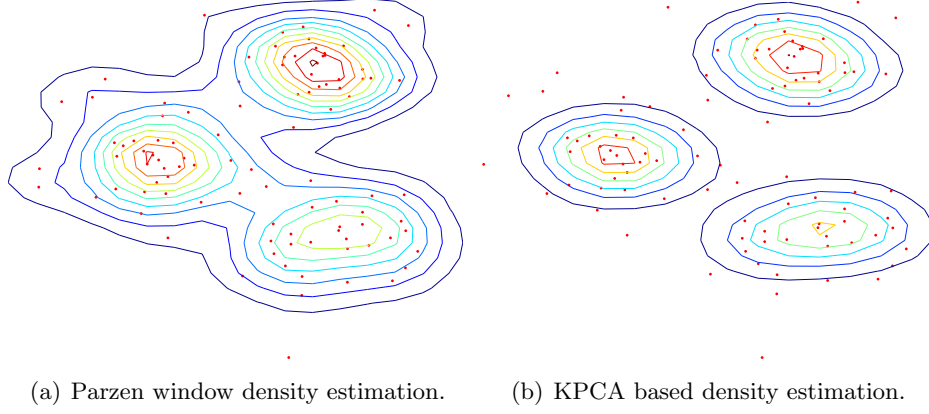 (a) Parzen window density estimation.
(b) KPCA based density estimation.